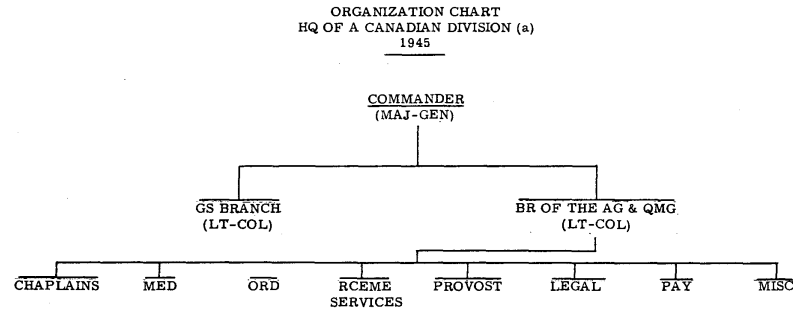 ORGANIZATION CHART
HQ OF A CANADIAN DIVISION (a)
1945
COMMANDER
(MAJ-GEN)
GS BRANCH
(LT-COL)
BR OF THE AG & QMG
(LT-COL)
CHAPLAINS MED ORD RCEME PROVOST LEGAL PAY MISC
SERVICES